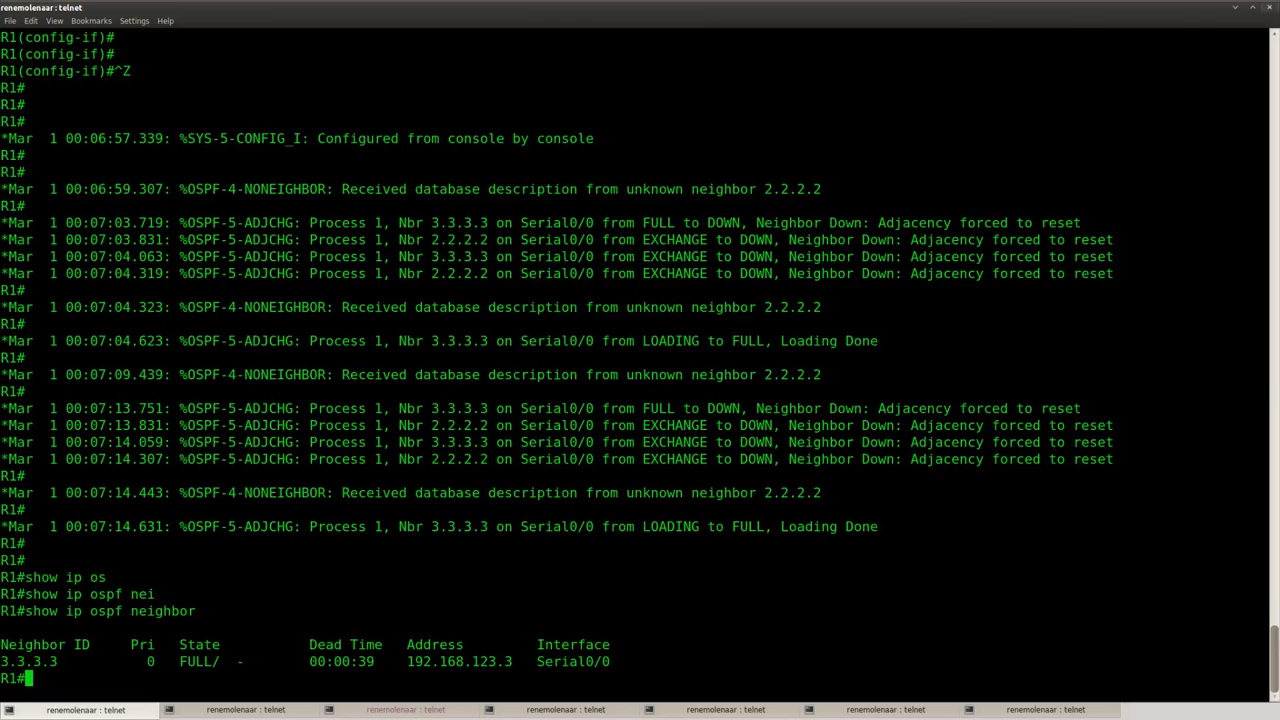 renemolenaar : telnet
File Edit View Bookmarks Settings Help
R1(config-if)#
R1(config-if)#
R1(config-if)#^Z
R1#
R1#
R1#
*Mar  1 00:06:57.339: %SYS-5-CONFIG_I: Configured from console by console
R1#
R1#
*Mar  1 00:06:59.307: %OSPF-4-NONEIGHBOR: Received database description from unknown neighbor 2.2.2.2
R1#
*Mar  1 00:07:03.719: %OSPF-5-ADJCHG: Process 1, Nbr 3.3.3.3 on Serial0/0 from FULL to DOWN, Neighbor Down: Adjacency forced to reset
*Mar  1 00:07:03.831: %OSPF-5-ADJCHG: Process 1, Nbr 2.2.2.2 on Serial0/0 from EXCHANGE to DOWN, Neighbor Down: Adjacency forced to reset
*Mar  1 00:07:04.063: %OSPF-5-ADJCHG: Process 1, Nbr 3.3.3.3 on Serial0/0 from EXCHANGE to DOWN, Neighbor Down: Adjacency forced to reset
*Mar  1 00:07:04.319: %OSPF-5-ADJCHG: Process 1, Nbr 2.2.2.2 on Serial0/0 from EXCHANGE to DOWN, Neighbor Down: Adjacency forced to reset
R1#
*Mar  1 00:07:04.323: %OSPF-4-NONEIGHBOR: Received database description from unknown neighbor 2.2.2.2
R1#
*Mar  1 00:07:04.623: %OSPF-5-ADJCHG: Process 1, Nbr 3.3.3.3 on Serial0/0 from LOADING to FULL, Loading Done
R1#
*Mar  1 00:07:09.439: %OSPF-4-NONEIGHBOR: Received database description from unknown neighbor 2.2.2.2
R1#
*Mar  1 00:07:13.751: %OSPF-5-ADJCHG: Process 1, Nbr 3.3.3.3 on Serial0/0 from FULL to DOWN, Neighbor Down: Adjacency forced to reset
*Mar  1 00:07:13.831: %OSPF-5-ADJCHG: Process 1, Nbr 2.2.2.2 on Serial0/0 from EXCHANGE to DOWN, Neighbor Down: Adjacency forced to reset
*Mar  1 00:07:14.059: %OSPF-5-ADJCHG: Process 1, Nbr 3.3.3.3 on Serial0/0 from EXCHANGE to DOWN, Neighbor Down: Adjacency forced to reset
*Mar  1 00:07:14.307: %OSPF-5-ADJCHG: Process 1, Nbr 2.2.2.2 on Serial0/0 from EXCHANGE to DOWN, Neighbor Down: Adjacency forced to reset
R1#
*Mar  1 00:07:14.443: %OSPF-4-NONEIGHBOR: Received database description from unknown neighbor 2.2.2.2
R1#
*Mar  1 00:07:14.631: %OSPF-5-ADJCHG: Process 1, Nbr 3.3.3.3 on Serial0/0 from LOADING to FULL, Loading Done
R1#
R1#
R1#show ip os
R1#show ip ospf nei
R1#show ip ospf neighbor
Neighbor ID     Pri   State           Dead Time   Address         Interface
3.3.3.3           0   FULL/  -        00:00:39    192.168.123.3   Serial0/0
R1#
renemolenaar : telnet renemolenaar : telnet renemolenaar : telnet renemolenaar : telnet renemolenaar : telnet renemolenaar : telnet renemolenaar : telnet